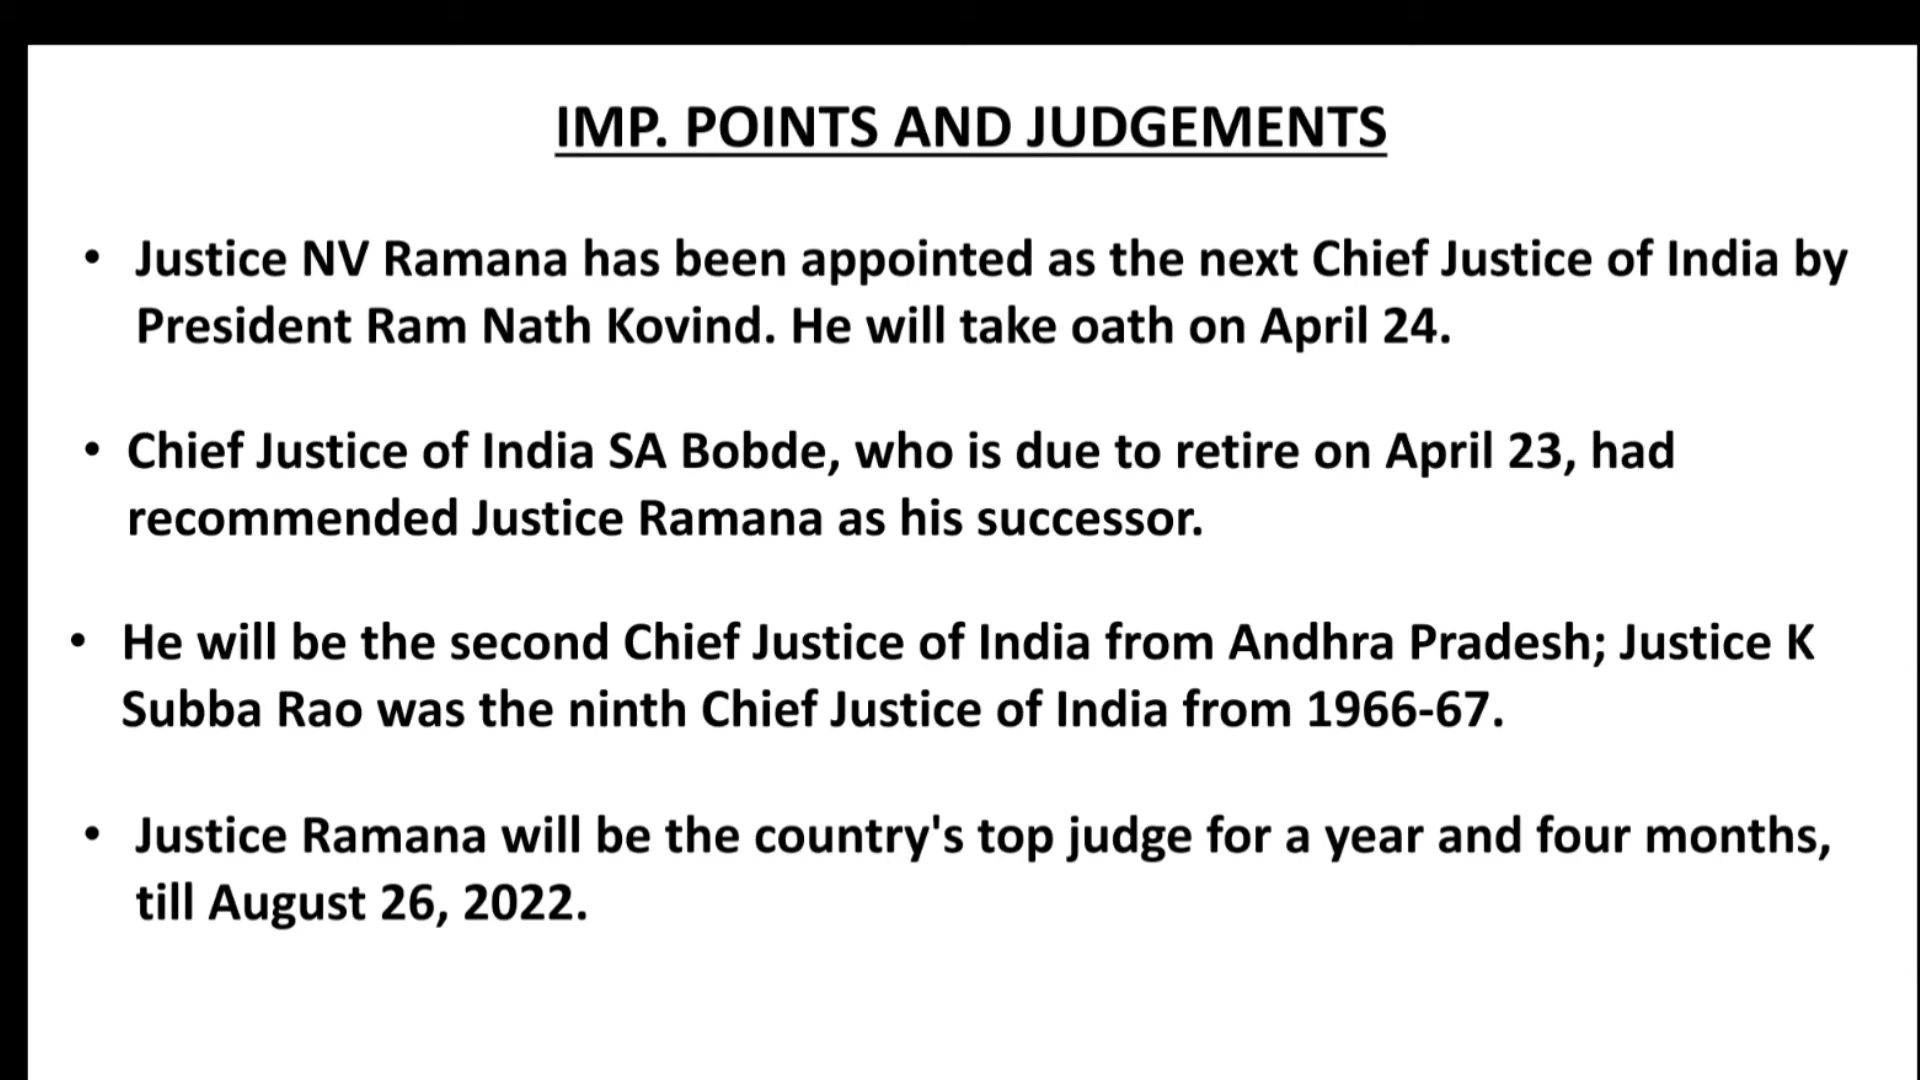 IMP. POINTS AND JUDGEMENTS
• Justice NV Ramana has been appointed as the next Chief Justice of India by
President Ram Nath Kovind. He will take oath on April 24.
• Chief Justice of India SA Bobde, who is due to retire on April 23, had
recommended Justice Ramana as his successor.
• He will be the second Chief Justice of India from Andhra Pradesh; Justice K
Subba Rao was the ninth Chief Justice of India from 1966-67.
• Justice Ramana will be the country's top judge for a year and four months,
till August 26, 2022.